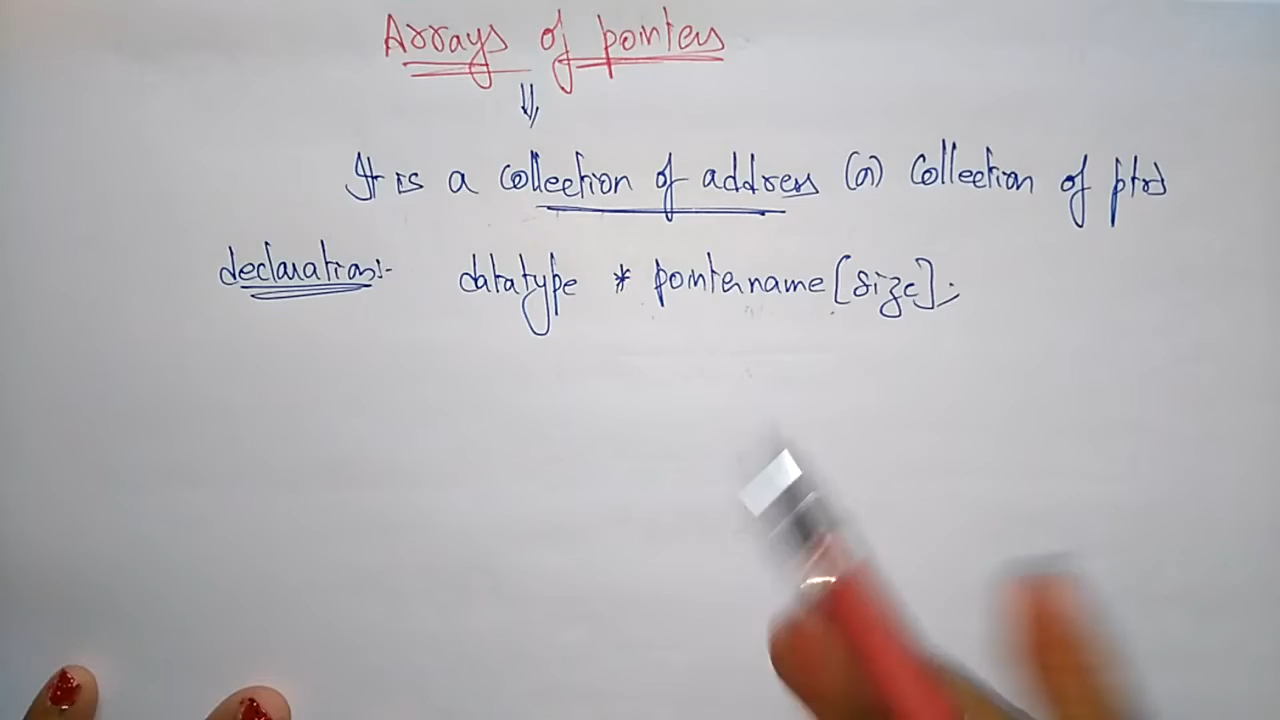 Arrays of pointers
It is a collection of address (or) collection of ptrs
declaration:- datatype * pointername[size];